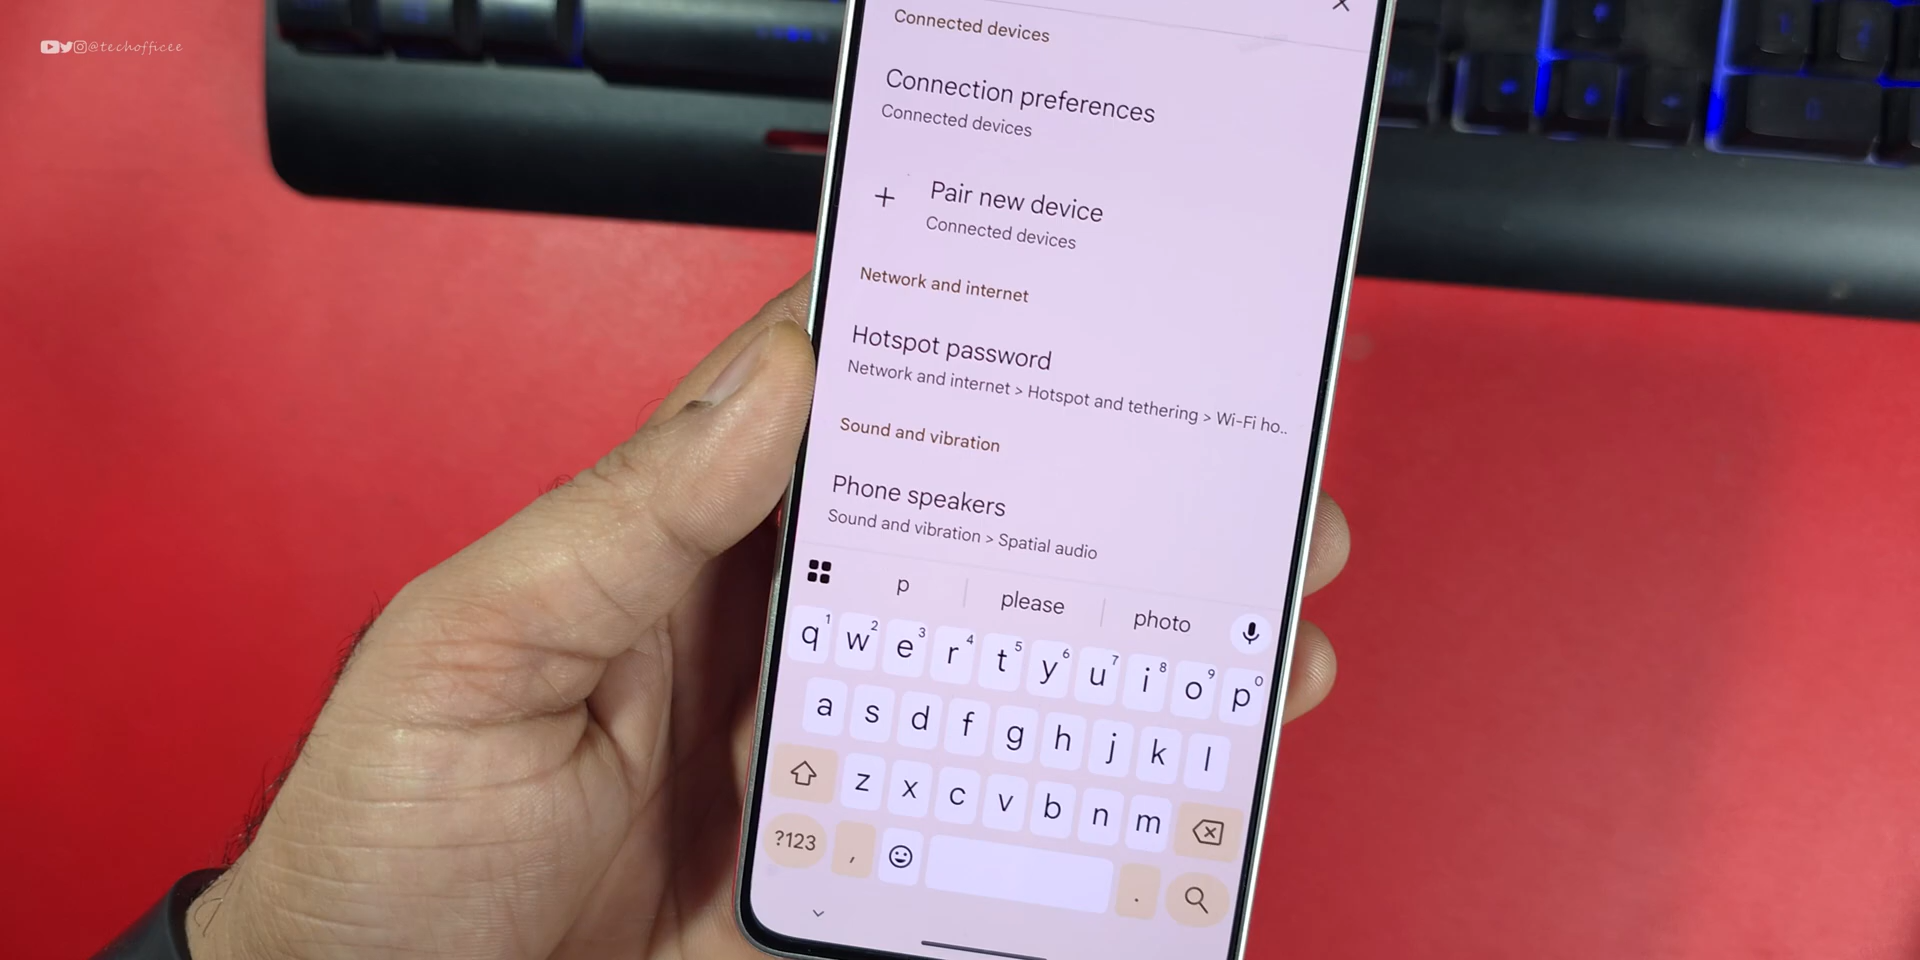 @techofficee
Connected devices
Connection preferences
Connected devices
+ Pair new device
Connected devices
Network and internet
Hotspot password
Network and internet > Hotspot and tethering > Wi-Fi ho..
Sound and vibration
Phone speakers
Sound and vibration > Spatial audio
p please photo
q1 w2 e3 r4 t5 y6 u7 i8 o9 p0
a s d f g h j k l
z x c v b n m
?123 , .